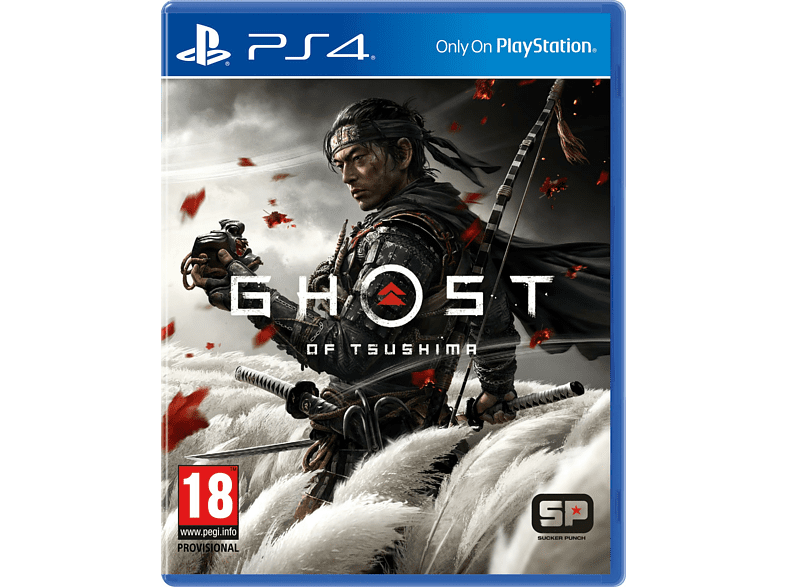 PS4
Only On PlayStation®
GHOST
OF TSUSHIMA
18
www.pegi.info
PROVISIONAL
SP
SUCKER PUNCH